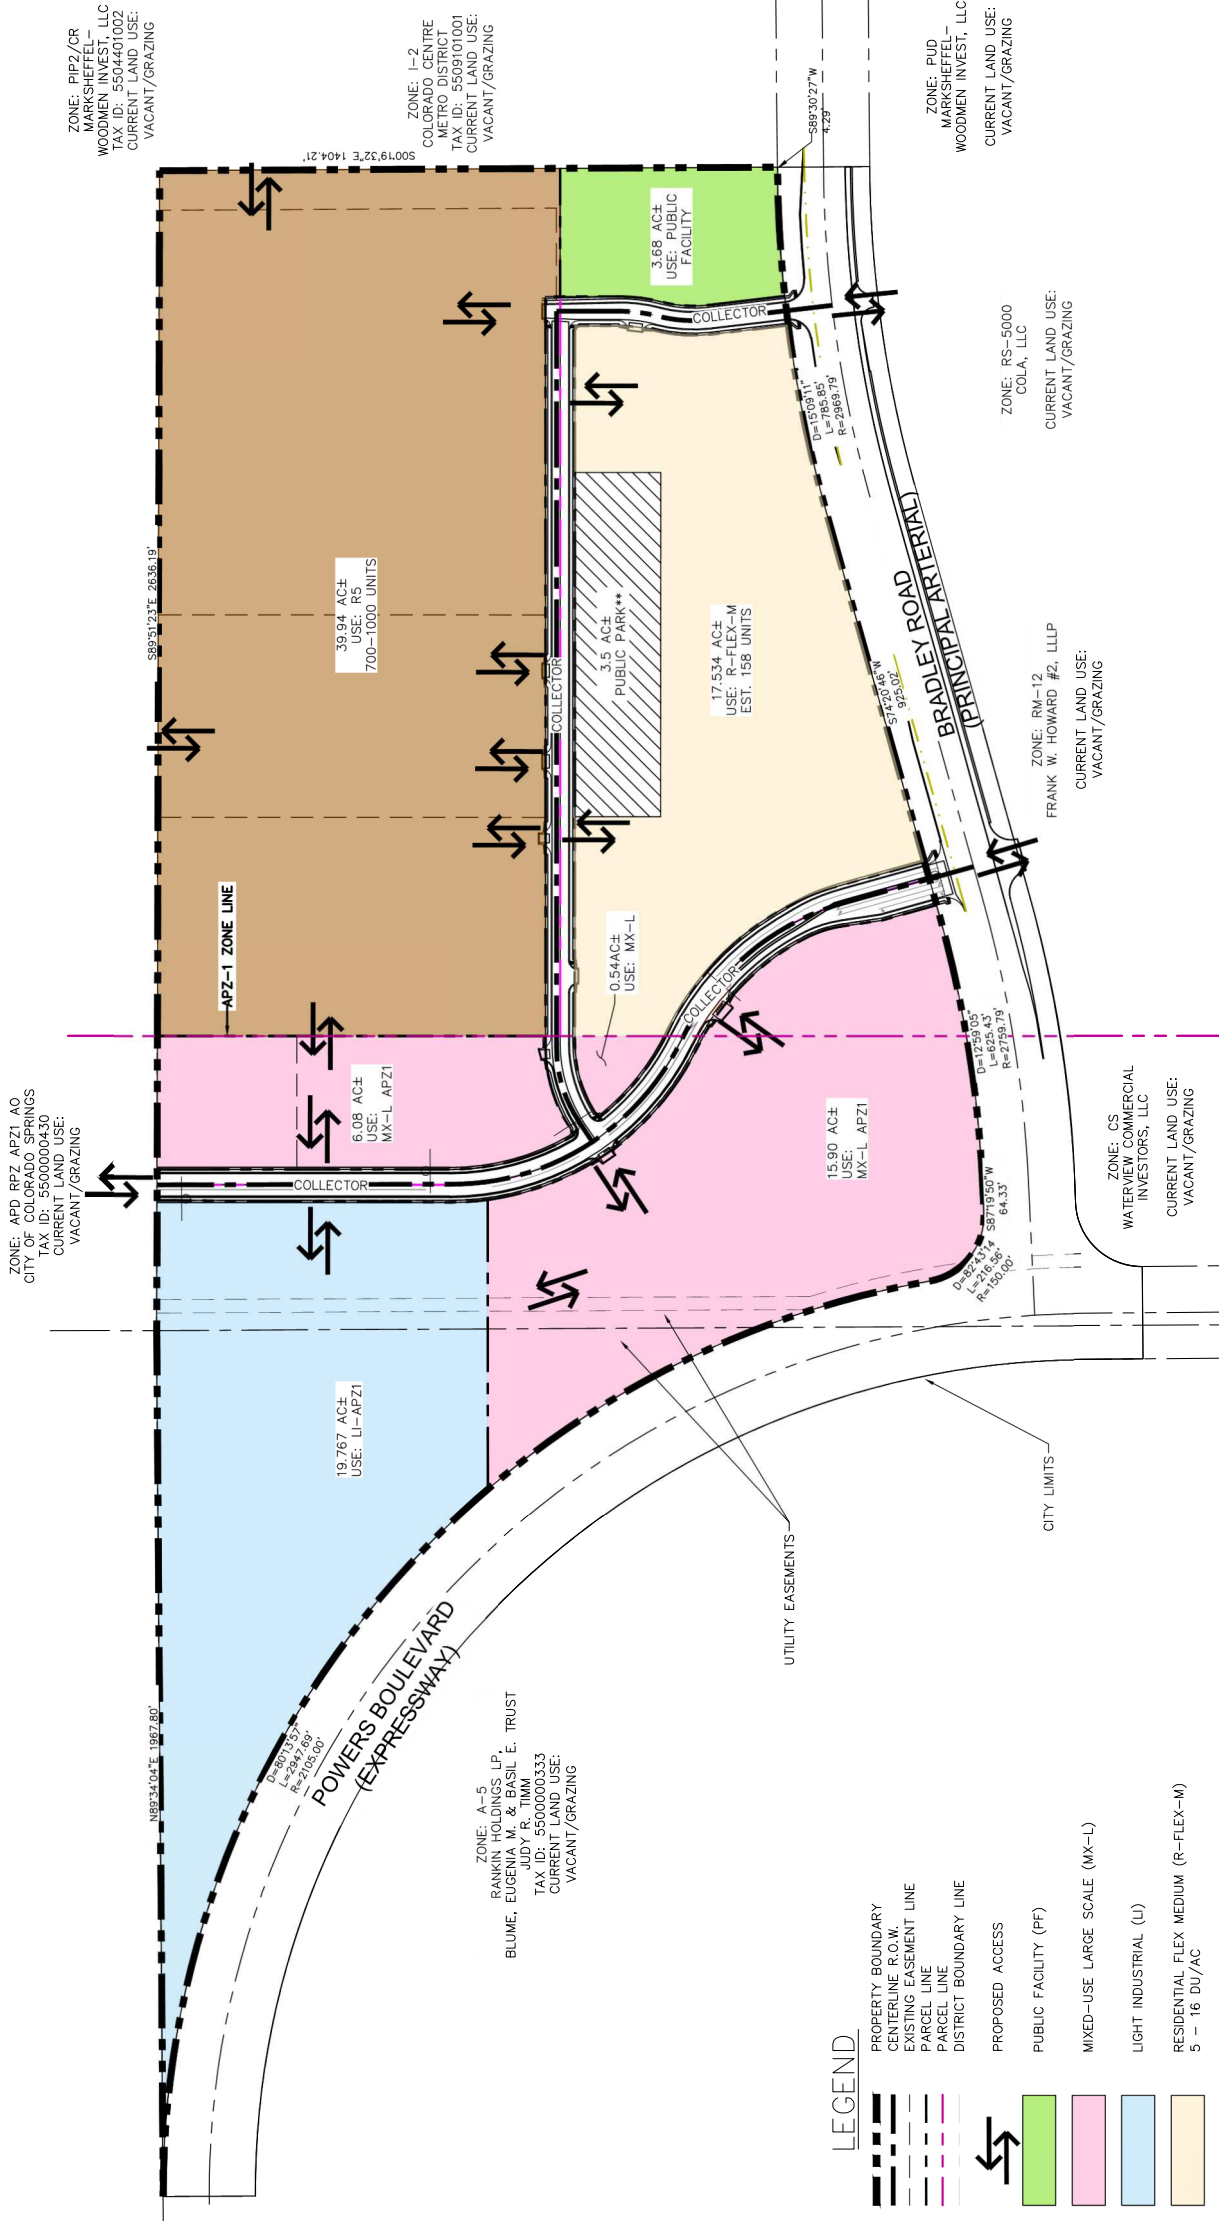 ZONE: APD RPZ APZ1 AO
CITY OF COLORADO SPRINGS
TAX ID: 5500000430
CURRENT LAND USE:
VACANT/GRAZING
ZONE: PIP2/CR
MARKSHEFFEL-
WOODMEN INVEST, LLC
TAX ID: 5504401002
CURRENT LAND USE:
VACANT/GRAZING
ZONE: I-2
COLORADO CENTRE
METRO DISTRICT
TAX ID: 5509101001
CURRENT LAND USE:
VACANT/GRAZING
N89°34'04"E 1967.80'
S89°51'23"E 2636.19'
S00°19'32"E 1404.21'
APZ-1 ZONE LINE
39.94 AC±
USE: R5
700-1000 UNITS
6.08 AC±
USE:
MX-L APZ1
COLLECTOR
19.767 AC±
USE: LI-APZ1
COLLECTOR
3.5 AC±
PUBLIC PARK**
3.68 AC±
USE: PUBLIC
FACILITY
COLLECTOR
0.54AC±
USE: MX-L
17.534 AC±
USE: R-FLEX-M
EST. 158 UNITS
COLLECTOR
15.90 AC±
USE:
MX-L APZ1
S89°30'27"W
4.29'
D=15°09'11"
L=785.85'
R=2969.79'
S74°20'46"W
925.02'
BRADLEY ROAD
(PRINCIPAL ARTERIAL)
D=12°59'05"
L=625.43'
R=2759.79'
S87°19'50"W
64.33'
D=82°43'14
L=216.56'
R=150.00'
D=80°13'57"
L=2947.69'
R=2105.00'
POWERS BOULEVARD
(EXPRESSWAY)
UTILITY EASEMENTS
CITY LIMITS
ZONE: A-5
RANKIN HOLDINGS LP,
BLUME, EUGENIA M. & BASIL E. TRUST
JUDY R. TIMM
TAX ID: 5500000333
CURRENT LAND USE:
VACANT/GRAZING
ZONE: PUD
MARKSHEFFEL-
WOODMEN INVEST, LLC
CURRENT LAND USE:
VACANT/GRAZING
ZONE: RS-5000
COLA, LLC
CURRENT LAND USE:
VACANT/GRAZING
ZONE: RM-12
FRANK W. HOWARD #2, LLLP
CURRENT LAND USE:
VACANT/GRAZING
ZONE: CS
WATERVIEW COMMERCIAL
INVESTORS, LLC
CURRENT LAND USE:
VACANT/GRAZING
LEGEND
PROPERTY BOUNDARY
CENTERLINE R.O.W.
EXISTING EASEMENT LINE
PARCEL LINE
PARCEL LINE
DISTRICT BOUNDARY LINE
PROPOSED ACCESS
PUBLIC FACILITY (PF)
MIXED-USE LARGE SCALE (MX-L)
LIGHT INDUSTRIAL (LI)
RESIDENTIAL FLEX MEDIUM (R-FLEX-M)
5 - 16 DU/AC